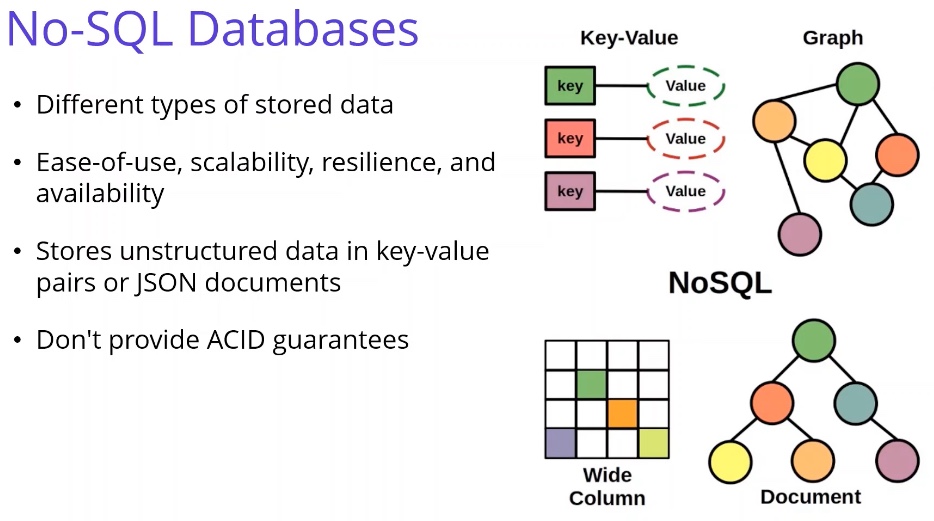 No-SQL Databases
• Different types of stored data
• Ease-of-use, scalability, resilience, and
availability
• Stores unstructured data in key-value
pairs or JSON documents
• Don't provide ACID guarantees
Key-Value
key
Value
key
Value
key
Value
Graph
NoSQL
Wide
Column
Document